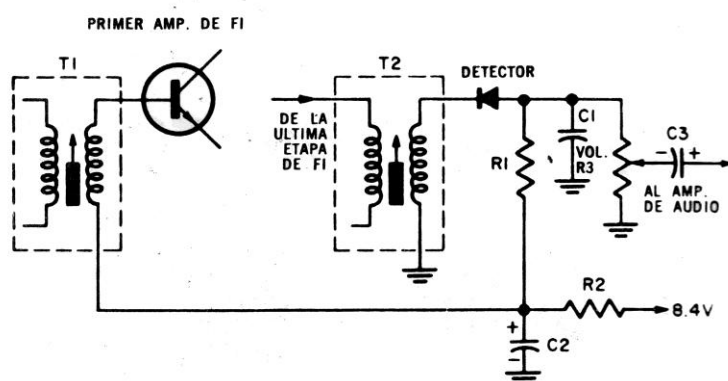 PRIMER AMP. DE FI
T1
T2
DETECTOR
DE LA
ULTIMA
ETAPA
DE FI
R1
C1
VOL.
R3
C3
- +
AL AMP.
DE AUDIO
R2
8.4V
+
-
C2